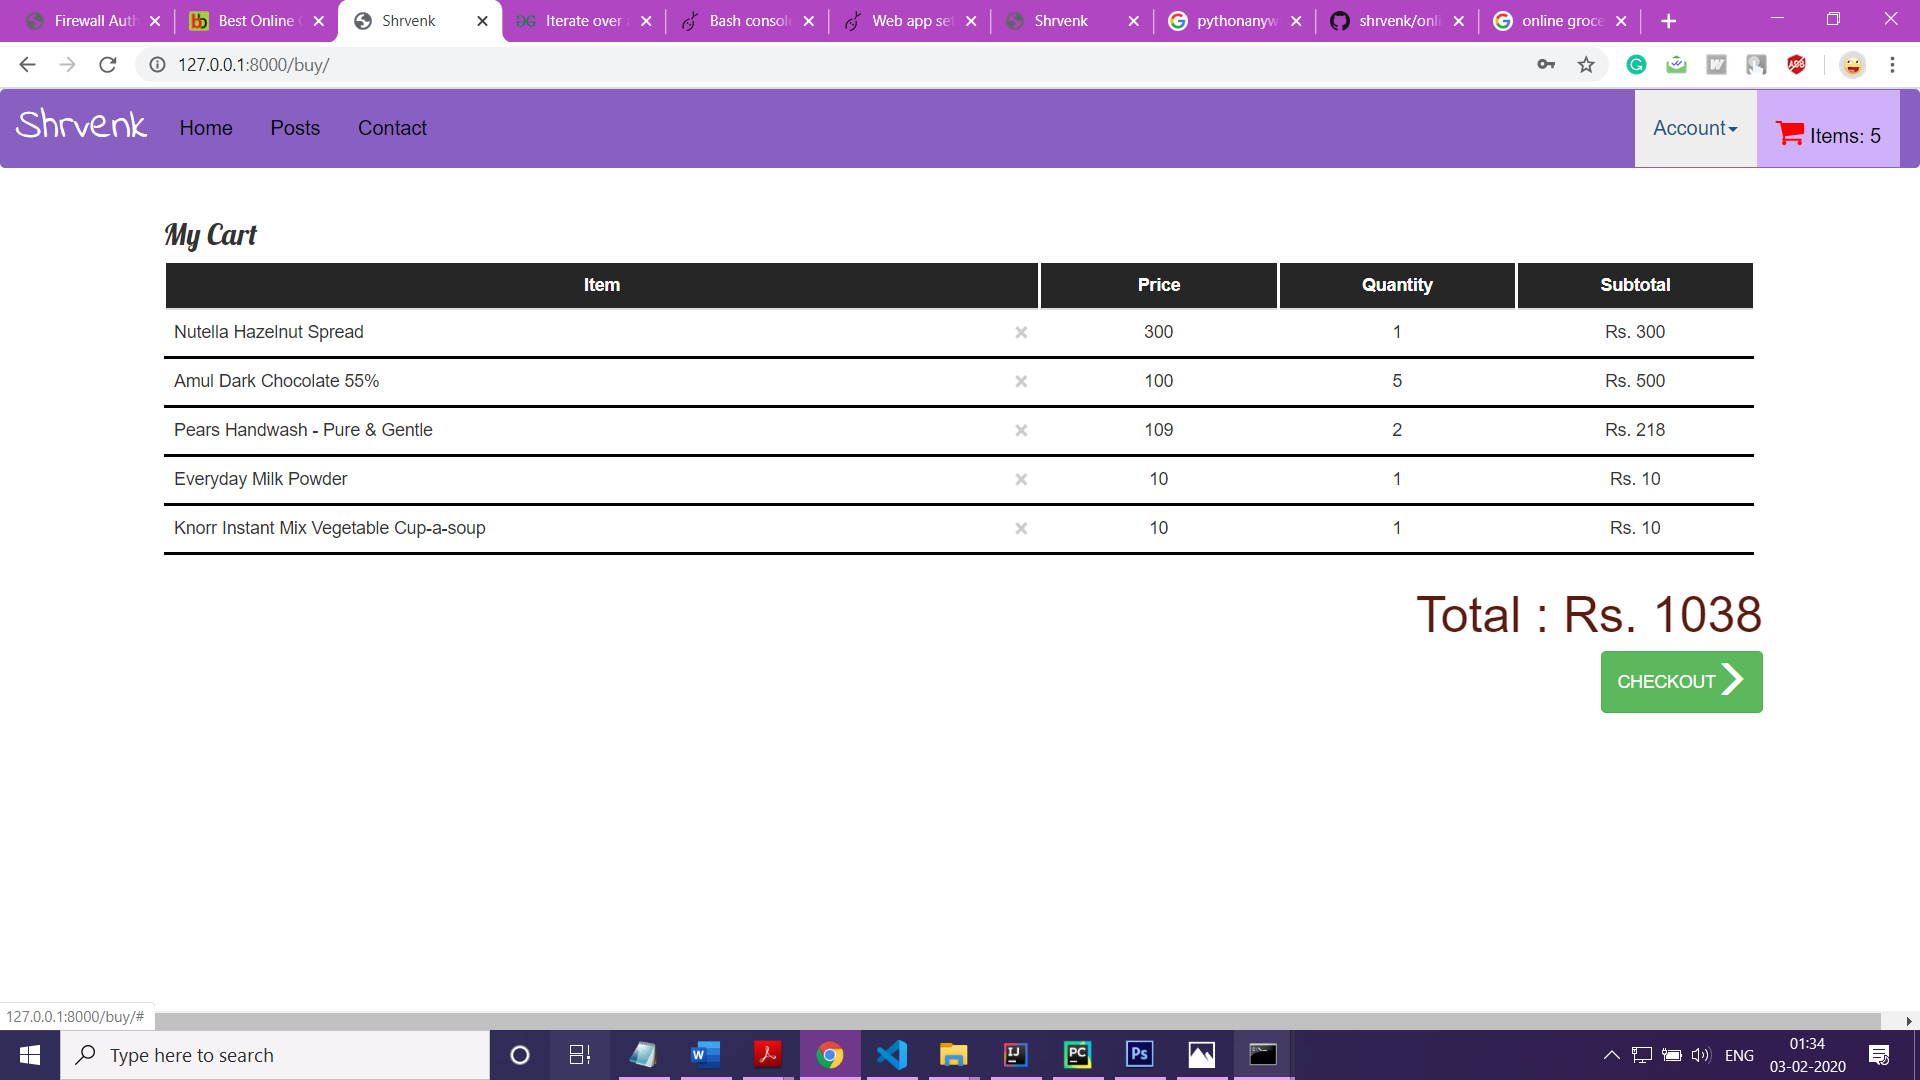 Firewall Auth
Best Online
Shrvenk
Iterate over
Bash console
Web app set
Shrvenk
pythonanyw
shrvenk/onli
online groce
127.0.0.1:8000/buy/
Shrvenk Home Posts Contact Account Items: 5
My Cart
Item Price Quantity Subtotal
Nutella Hazelnut Spread × 300 1 Rs. 300
Amul Dark Chocolate 55% × 100 5 Rs. 500
Pears Handwash - Pure & Gentle × 109 2 Rs. 218
Everyday Milk Powder × 10 1 Rs. 10
Knorr Instant Mix Vegetable Cup-a-soup × 10 1 Rs. 10
Total : Rs. 1038
CHECKOUT
127.0.0.1:8000/buy/#
Type here to search
ENG
01:34
03-02-2020